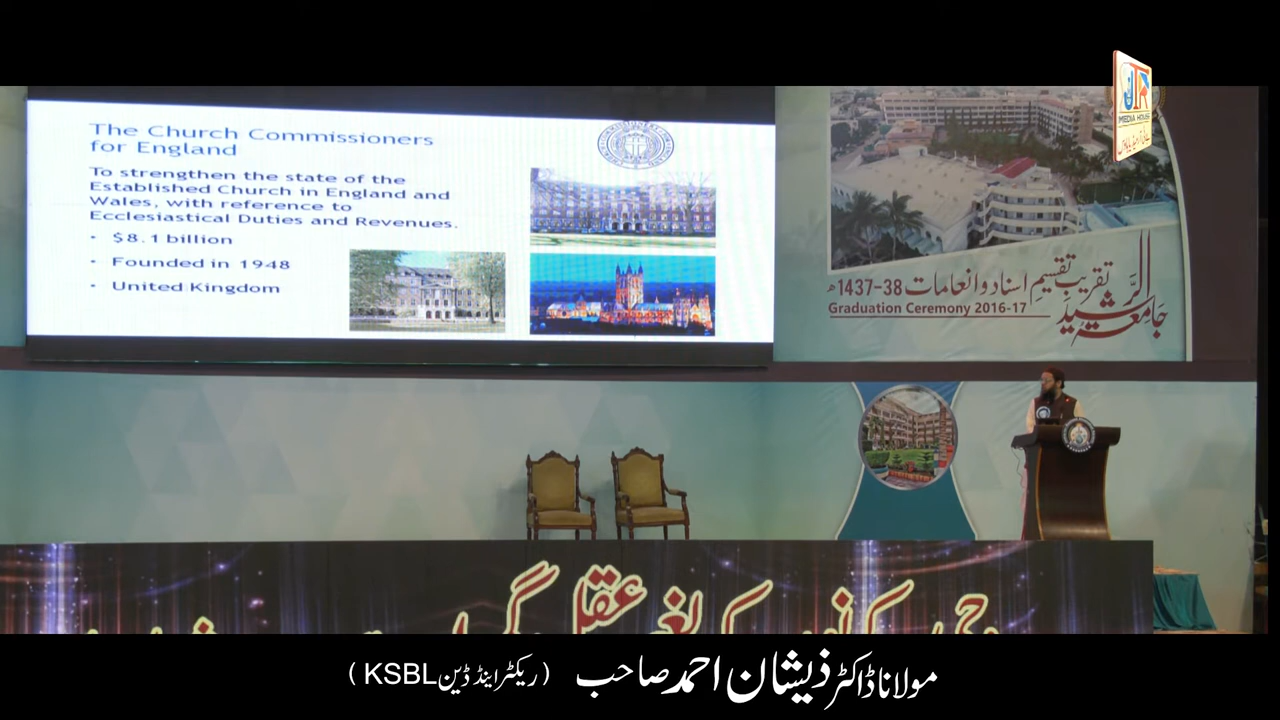 The Church Commissioners
for England
To strengthen the state of the
Established Church in England and
Wales, with reference to
Ecclesiastical Duties and Revenues.
• $8.1 billion
• Founded in 1948
• United Kingdom
MEDIA HOUSE
تقریب تقسیم اسناد و انعامات 38-1437ھ
Graduation Ceremony 2016-17
جامعۃ الرشید
مولانا ڈاکٹر ذیشان احمد صاحب (ریکٹر اینڈ ڈین KSBL)